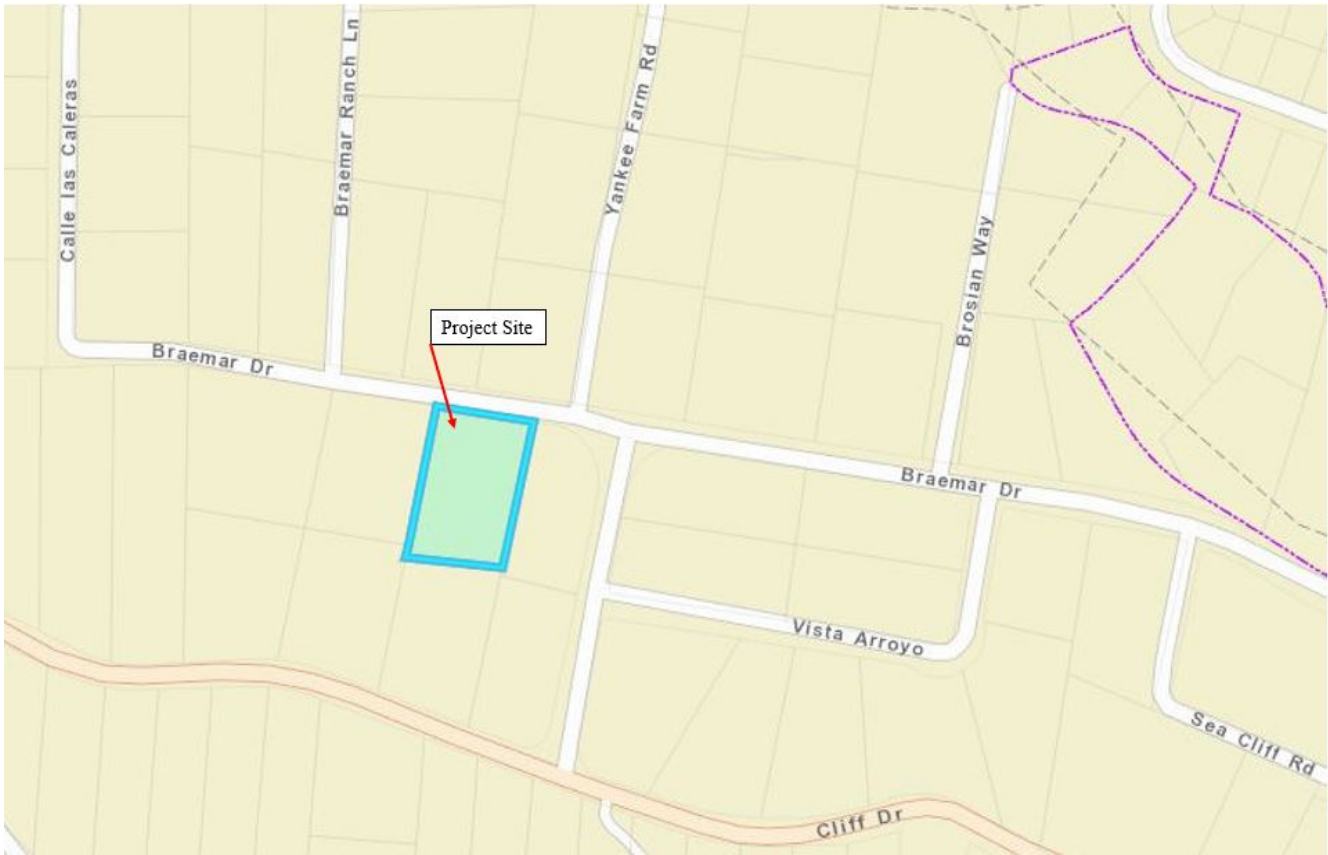 Calle las Caleras
Braemar Ranch Ln
Yankee Farm Rd
Brosian Way
Project Site
Braemar Dr
Braemar Dr
Vista Arroyo
Sea Cliff Rd
Cliff Dr